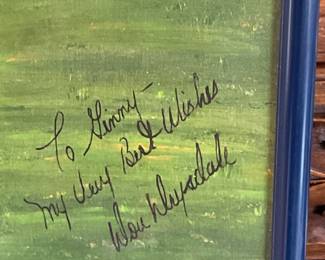 To Ginny-
My Very Best Wishes
Don Drysdale